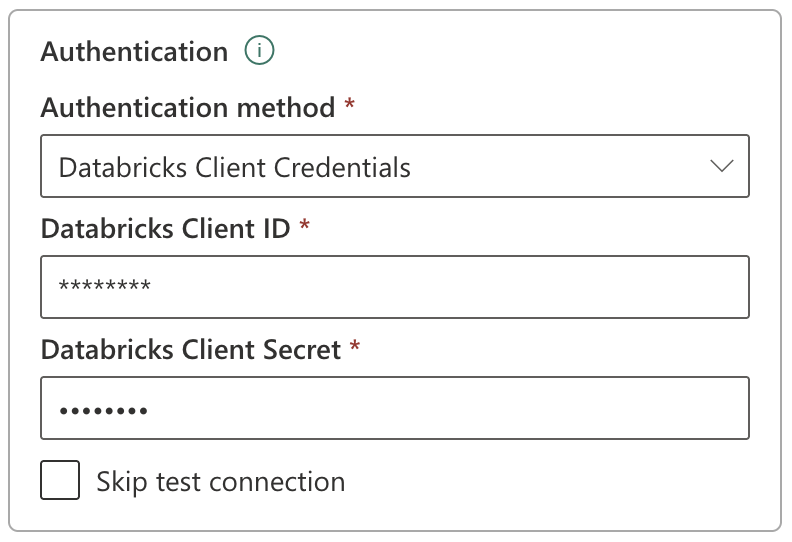 Authentication i
Authentication method *
Databricks Client Credentials
Databricks Client ID *
********
Databricks Client Secret *
••••••••
Skip test connection